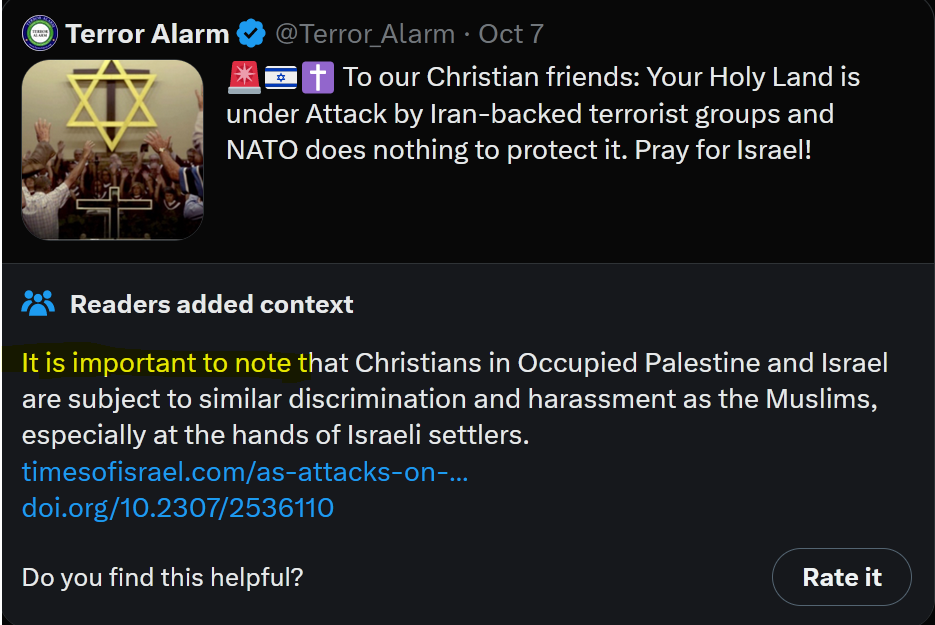 Terror Alarm @Terror_Alarm · Oct 7
🚨🇮🇱✝️ To our Christian friends: Your Holy Land is
under Attack by Iran-backed terrorist groups and
NATO does nothing to protect it. Pray for Israel!
Readers added context
It is important to note that Christians in Occupied Palestine and Israel
are subject to similar discrimination and harassment as the Muslims,
especially at the hands of Israeli settlers.
timesofisrael.com/as-attacks-on-...
doi.org/10.2307/2536110
Do you find this helpful?
Rate it